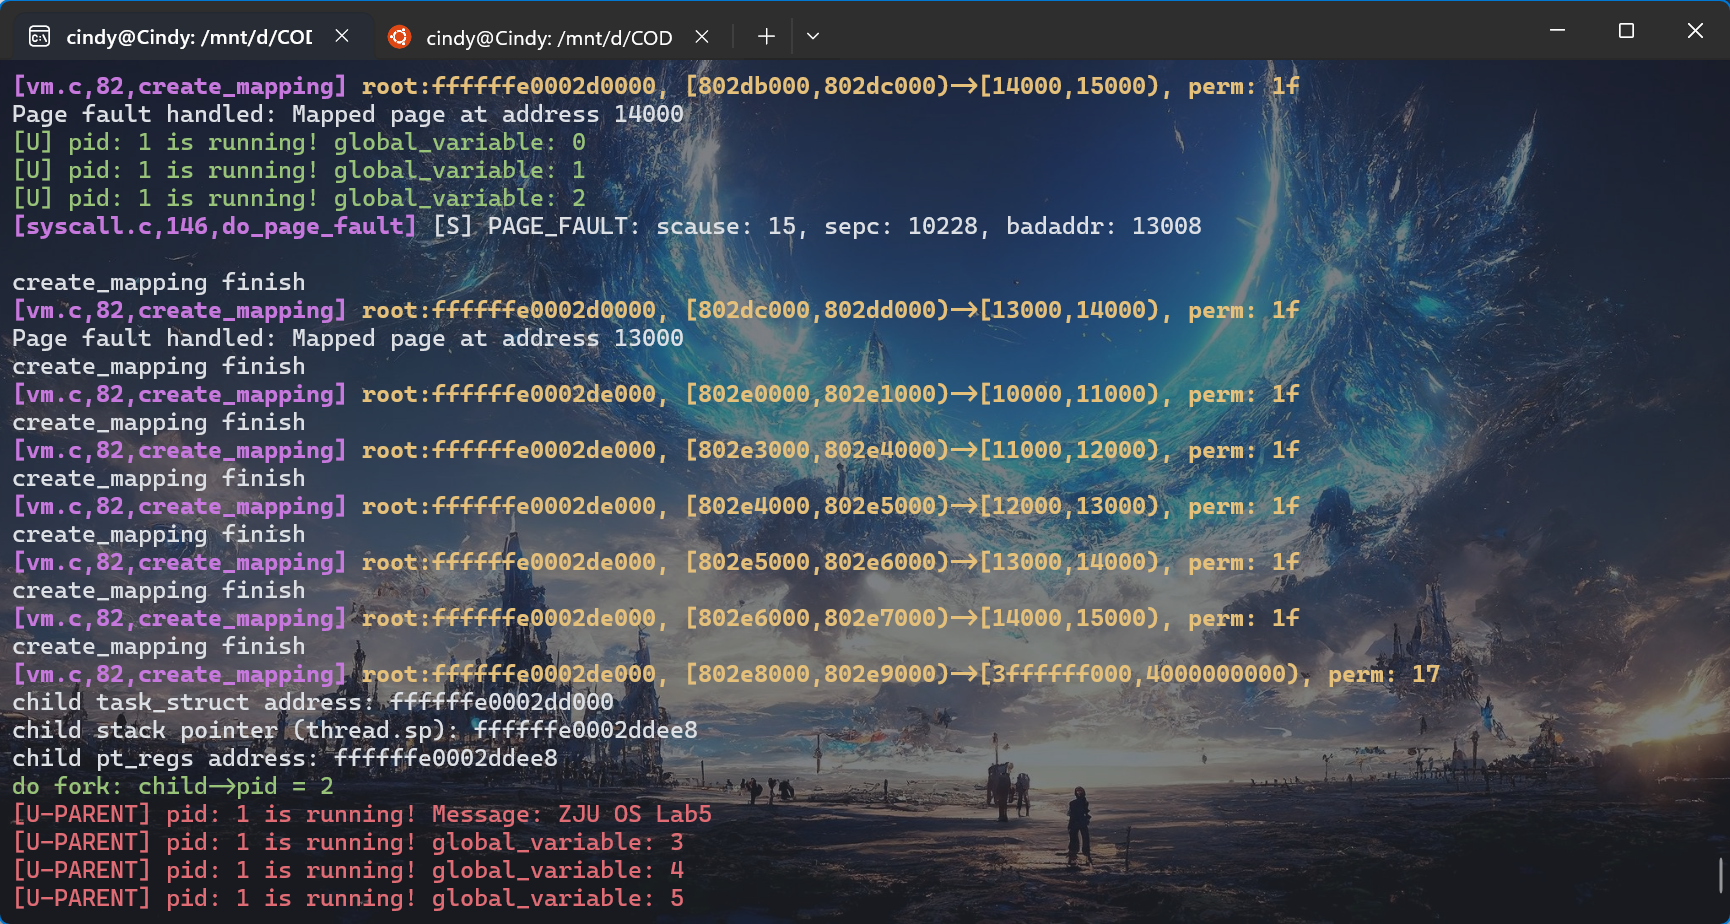 cindy@Cindy: /mnt/d/COD
cindy@Cindy: /mnt/d/COD
[vm.c,82,create_mapping] root:ffffffe0002d0000, [802db000,802dc000)->[14000,15000), perm: 1f
Page fault handled: Mapped page at address 14000
[U] pid: 1 is running! global_variable: 0
[U] pid: 1 is running! global_variable: 1
[U] pid: 1 is running! global_variable: 2
[syscall.c,146,do_page_fault] [S] PAGE_FAULT: scause: 15, sepc: 10228, badaddr: 13008
create_mapping finish
[vm.c,82,create_mapping] root:ffffffe0002d0000, [802dc000,802dd000)->[13000,14000), perm: 1f
Page fault handled: Mapped page at address 13000
create_mapping finish
[vm.c,82,create_mapping] root:ffffffe0002de000, [802e0000,802e1000)->[10000,11000), perm: 1f
create_mapping finish
[vm.c,82,create_mapping] root:ffffffe0002de000, [802e3000,802e4000)->[11000,12000), perm: 1f
create_mapping finish
[vm.c,82,create_mapping] root:ffffffe0002de000, [802e4000,802e5000)->[12000,13000), perm: 1f
create_mapping finish
[vm.c,82,create_mapping] root:ffffffe0002de000, [802e5000,802e6000)->[13000,14000), perm: 1f
create_mapping finish
[vm.c,82,create_mapping] root:ffffffe0002de000, [802e6000,802e7000)->[14000,15000), perm: 1f
create_mapping finish
[vm.c,82,create_mapping] root:ffffffe0002de000, [802e8000,802e9000)->[3ffffff000,4000000000), perm: 17
child task_struct address: ffffffe0002dd000
child stack pointer (thread.sp): ffffffe0002ddee8
child pt_regs address: ffffffe0002ddee8
do fork: child->pid = 2
[U-PARENT] pid: 1 is running! Message: ZJU OS Lab5
[U-PARENT] pid: 1 is running! global_variable: 3
[U-PARENT] pid: 1 is running! global_variable: 4
[U-PARENT] pid: 1 is running! global_variable: 5